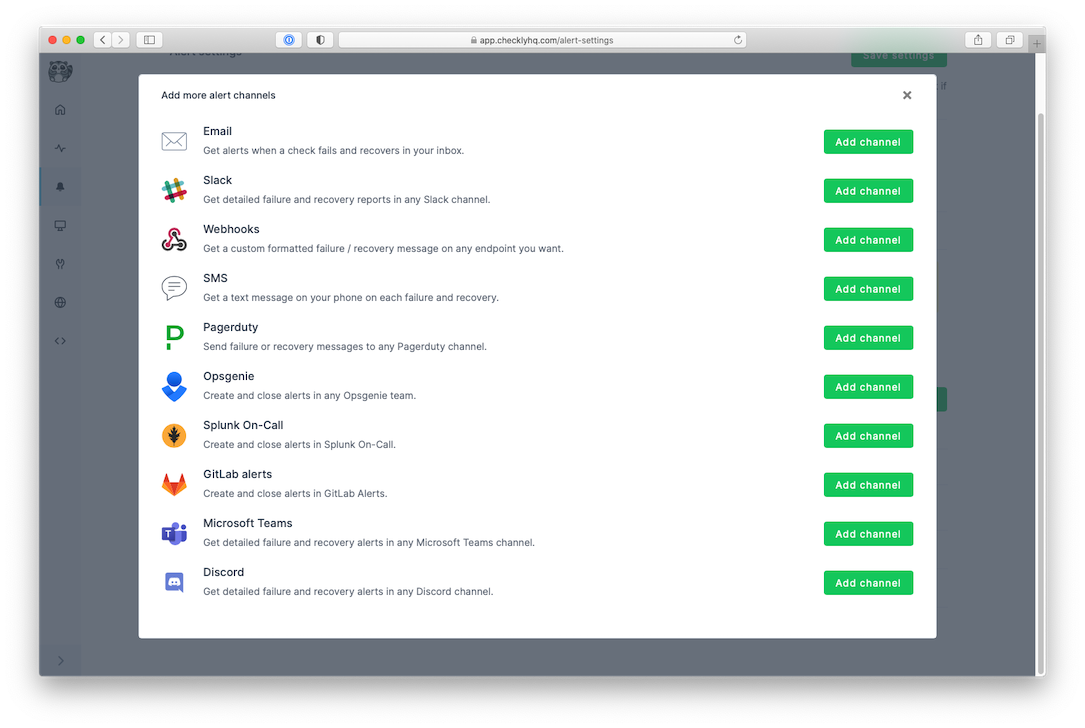 app.checklyhq.com/alert-settings
Alert settings
Save settings
if
Add more alert channels
Email
Get alerts when a check fails and recovers in your inbox.
Add channel
Slack
Get detailed failure and recovery reports in any Slack channel.
Add channel
Webhooks
Get a custom formatted failure / recovery message on any endpoint you want.
Add channel
SMS
Get a text message on your phone on each failure and recovery.
Add channel
Pagerduty
Send failure or recovery messages to any Pagerduty channel.
Add channel
Opsgenie
Create and close alerts in any Opsgenie team.
Add channel
Splunk On-Call
Create and close alerts in Splunk On-Call.
Add channel
GitLab alerts
Create and close alerts in GitLab Alerts.
Add channel
Microsoft Teams
Get detailed failure and recovery alerts in any Microsoft Teams channel.
Add channel
Discord
Get detailed failure and recovery alerts in any Discord channel.
Add channel